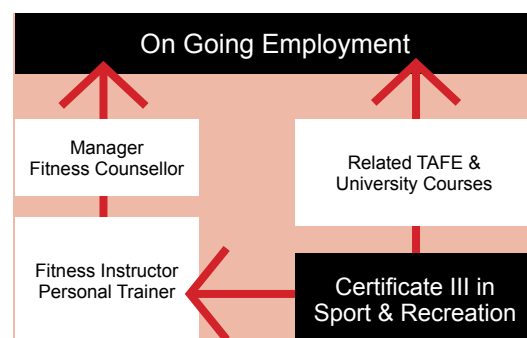 On Going Employment
Manager
Fitness Counsellor
Related TAFE &
University Courses
Fitness Instructor
Personal Trainer
Certificate III in
Sport & Recreation